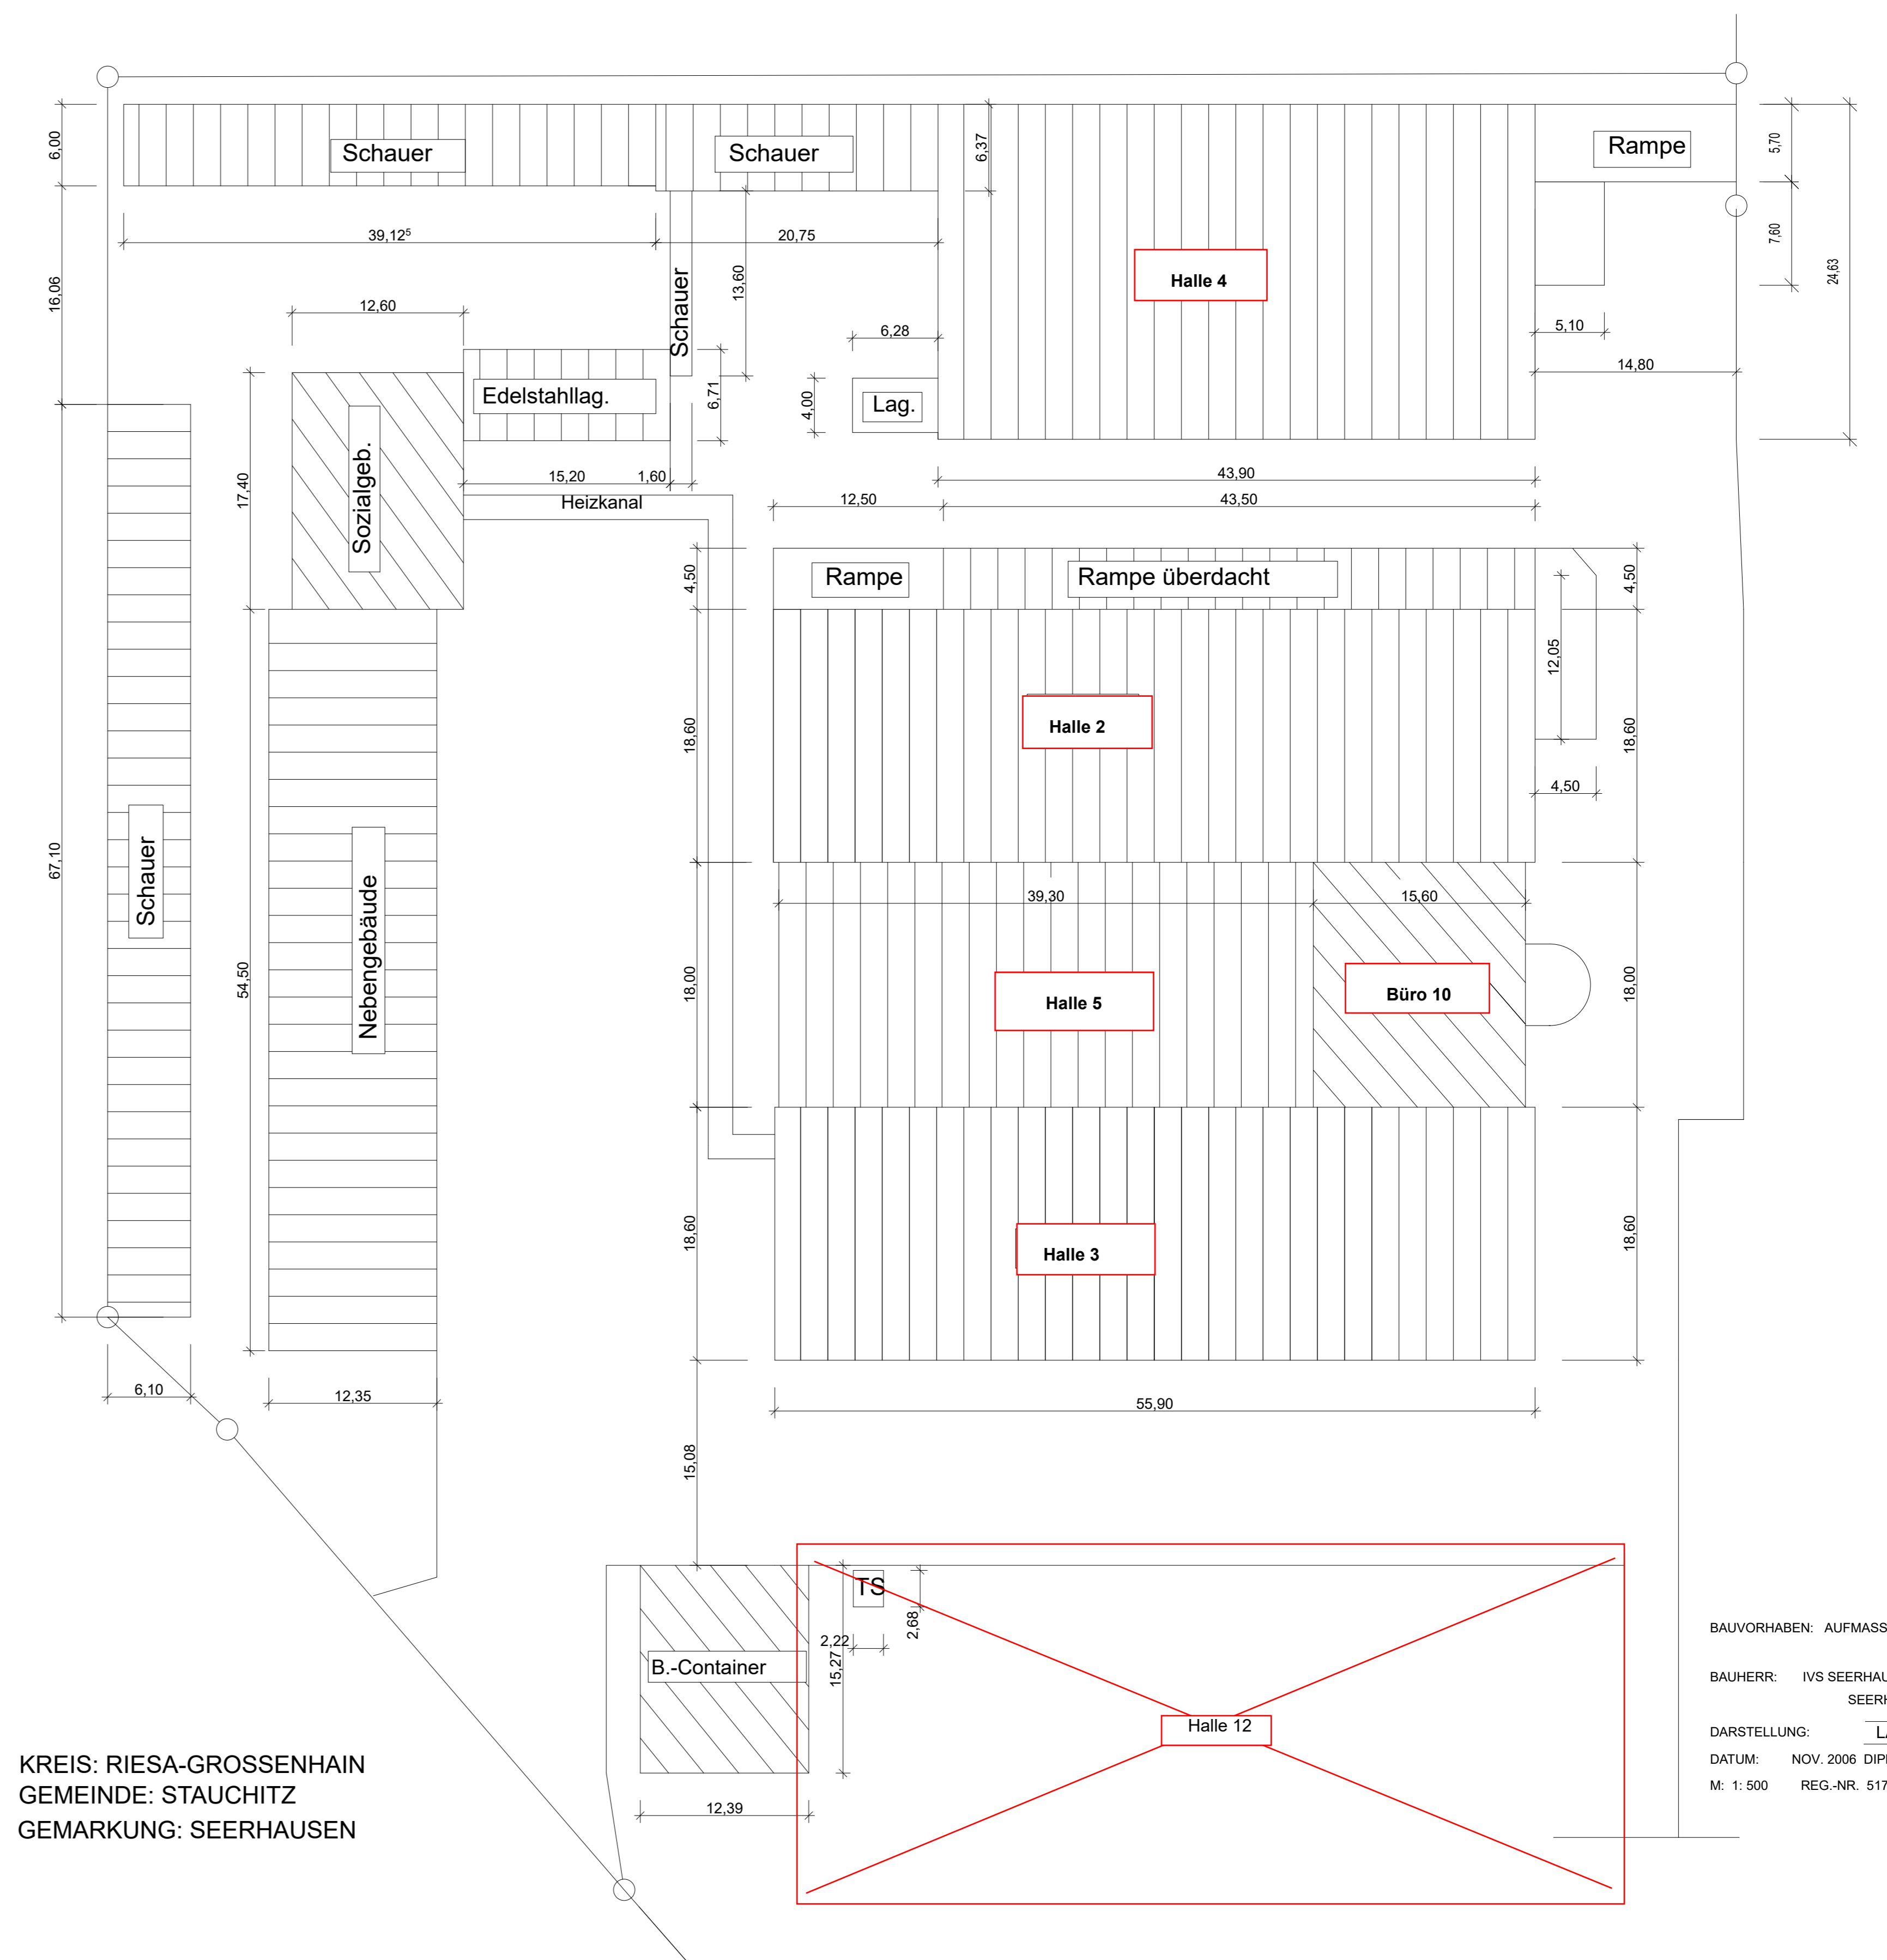 6,00
Schauer
Schauer
6,37
Rampe
5,70
39,12⁵
20,75
7,60
24,63
16,06
12,60
13,60
Schauer
Halle 4
6,28
5,10
14,80
Edelstahllag.
6,71
4,00
Lag.
17,40
Sozialgeb.
15,20
1,60
43,90
Heizkanal
12,50
43,50
4,50
Rampe
Rampe überdacht
4,50
12,05
18,60
Halle 2
18,60
4,50
67,10
Schauer
Nebengebäude
39,30
15,60
54,50
18,00
Halle 5
Büro 10
18,00
18,60
Halle 3
18,60
6,10
12,35
55,90
15,08
TS
2,68
2,22
15,27
B.-Container
Halle 12
12,39
KREIS: RIESA-GROSSENHAIN
GEMEINDE: STAUCHITZ
GEMARKUNG: SEERHAUSEN
BAUVORHABEN: AUFMASS
BAUHERR: IVS SEERHAU
SEERH
DARSTELLUNG: LA
DATUM: NOV. 2006 DIPL
M: 1: 500 REG.-NR. 517